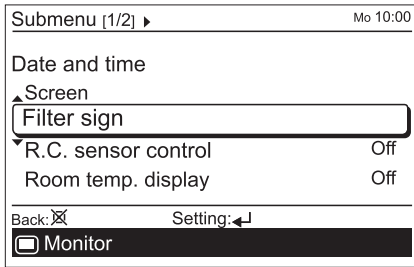 Submenu [1/2] ▶ Mo 10:00
Date and time
▲Screen
Filter sign
▼R.C. sensor control Off
Room temp. display Off
Back: Setting:
Monitor